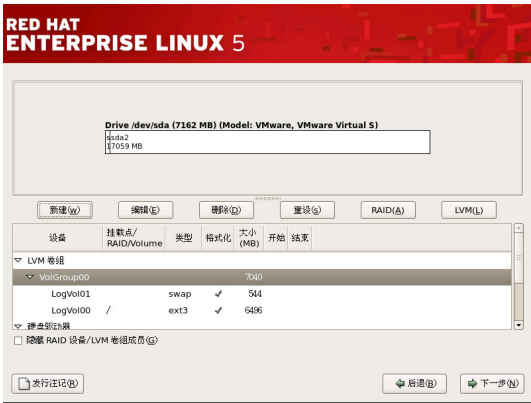 RED HAT
ENTERPRISE LINUX 5
Drive /dev/sda (7162 MB) (Model: VMware, VMware Virtual S)
sda2
7059 MB
新建(w) 编辑(E) 删除(D) 重设(s) RAID(A) LVM(L)
设备 挂载点/ RAID/Volume 类型 格式化 大小 (MB) 开始 结束
LVM 卷组
VolGroup00 7040
LogVol01 swap ✓ 544
LogVol00 / ext3 ✓ 6496
硬盘驱动器
隐藏 RAID 设备/LVM 卷组成员(G)
发行注记(R) 后退(B) 下一步(N)